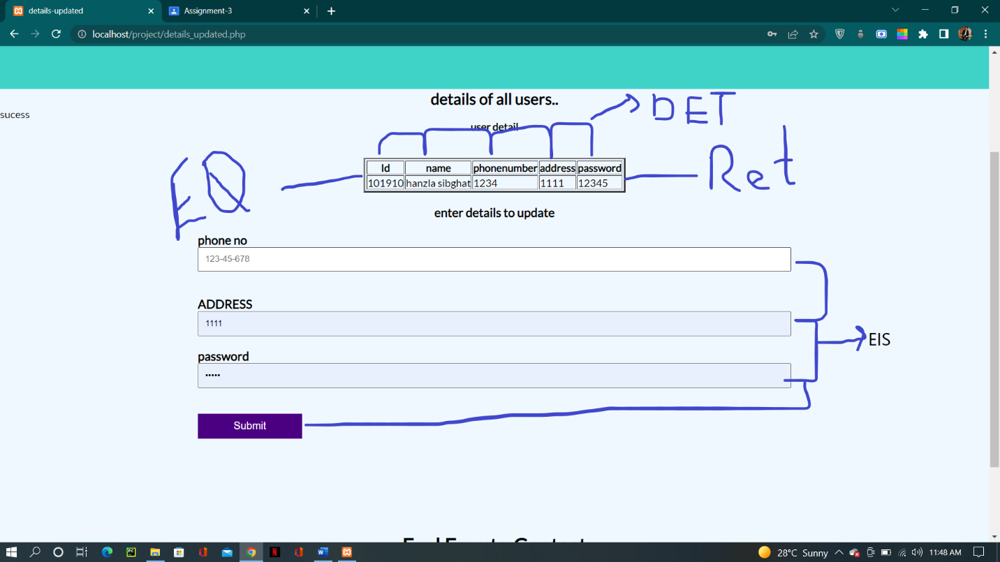 details-updated
Assignment-3
localhost/project/details_updated.php
details of all users..
DET
sucess
user detail
EQ
Ret
Id name phonenumber address password
101910 hanzla sibghat 1234 1111 12345
enter details to update
phone no
123-45-678
ADDRESS
1111
EIS
password
•••••
Submit
28°C Sunny
11:48 AM